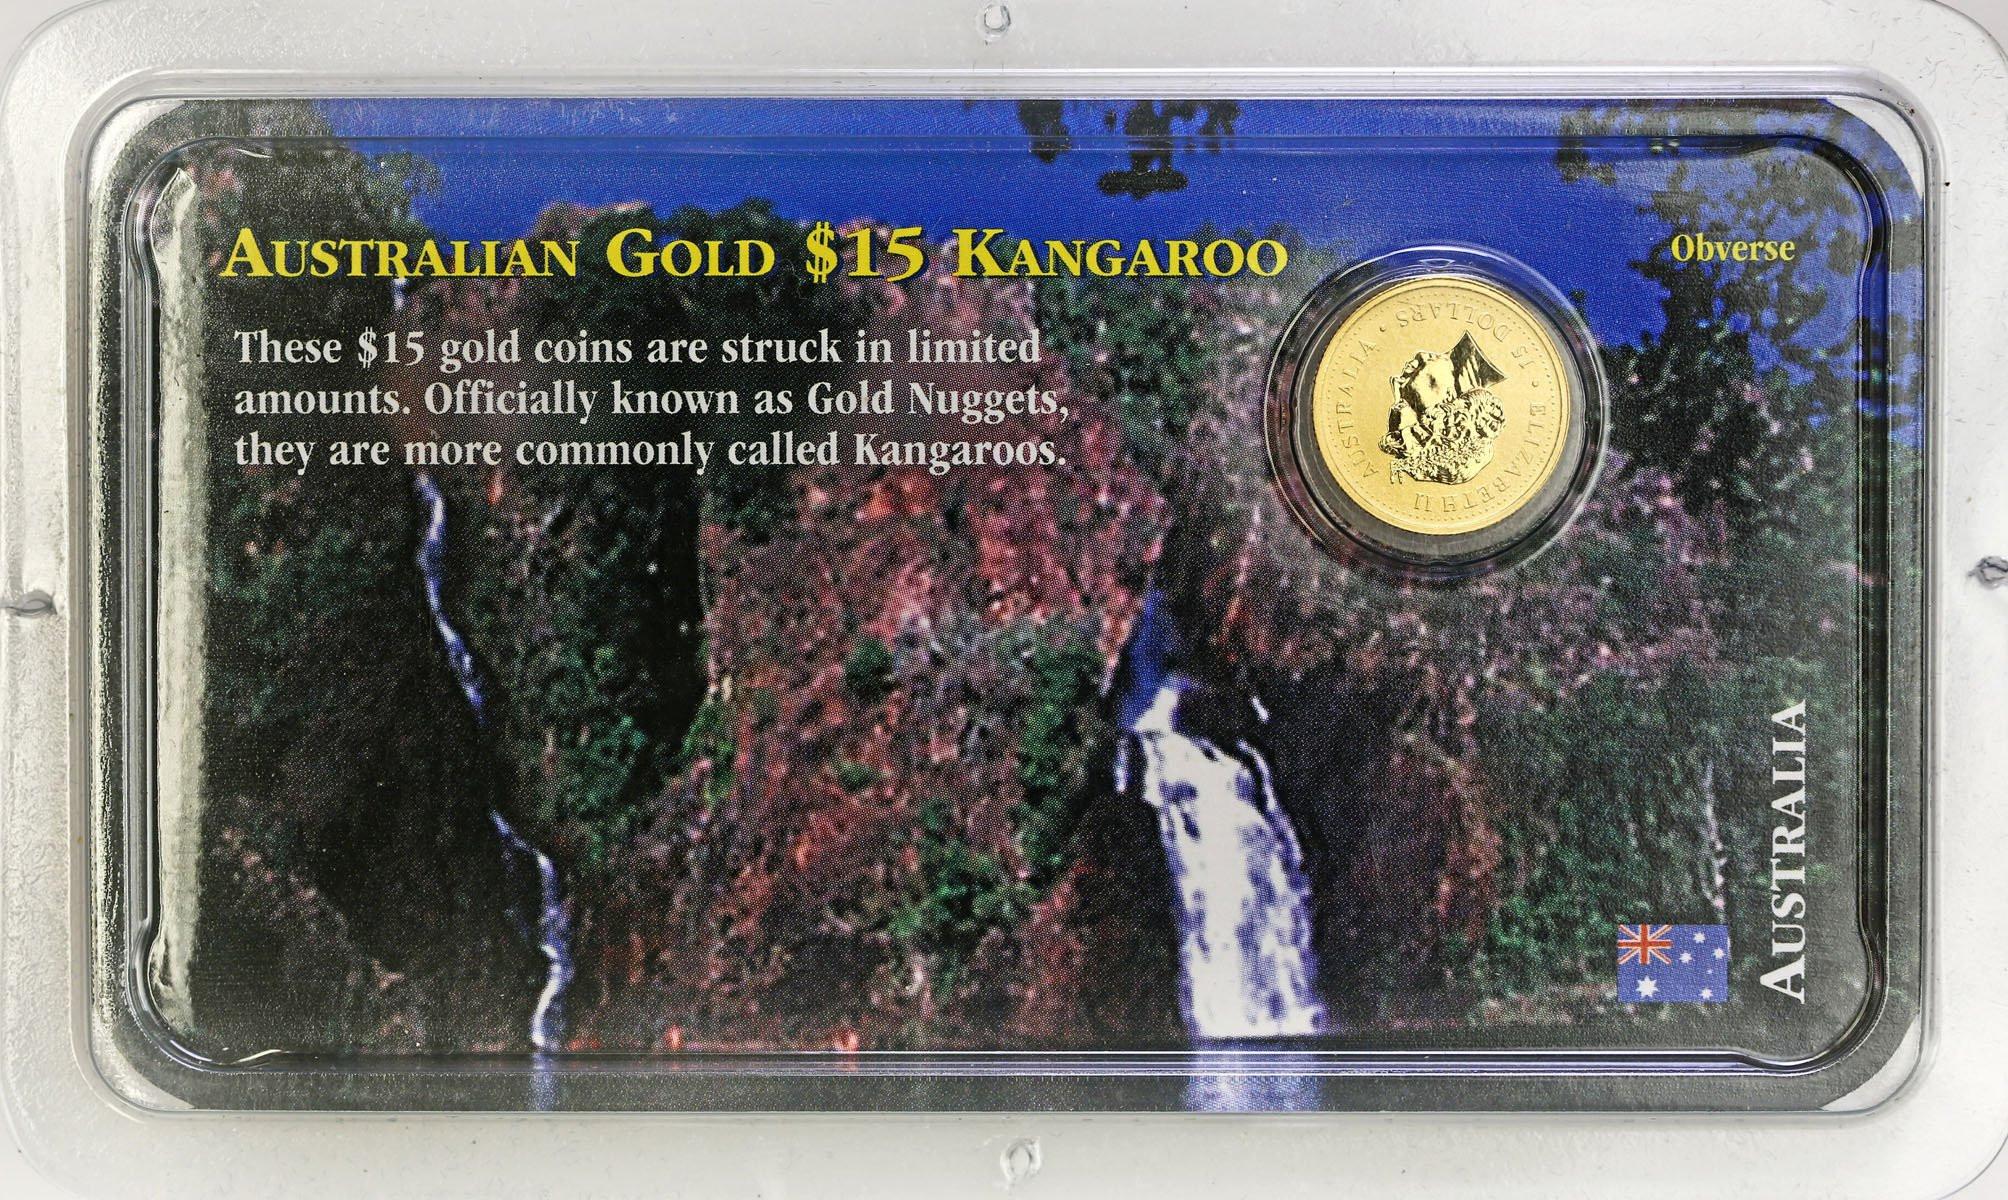 AUSTRALIAN GOLD $15 KANGAROO
Obverse
These $15 gold coins are struck in limited
amounts. Officially known as Gold Nuggets,
they are more commonly called Kangaroos.
ELIZABETH II • AUSTRALIA • 15 DOLLARS •
AUSTRALIA